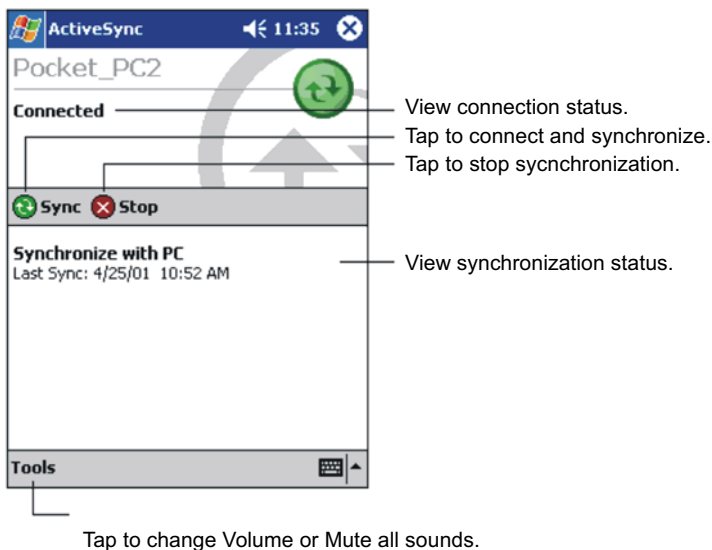 ActiveSync 11:35
Pocket_PC2
Connected
View connection status.
Tap to connect and synchronize.
Tap to stop sycnchronization.
Sync Stop
Synchronize with PC
Last Sync: 4/25/01 10:52 AM
View synchronization status.
Tools
Tap to change Volume or Mute all sounds.